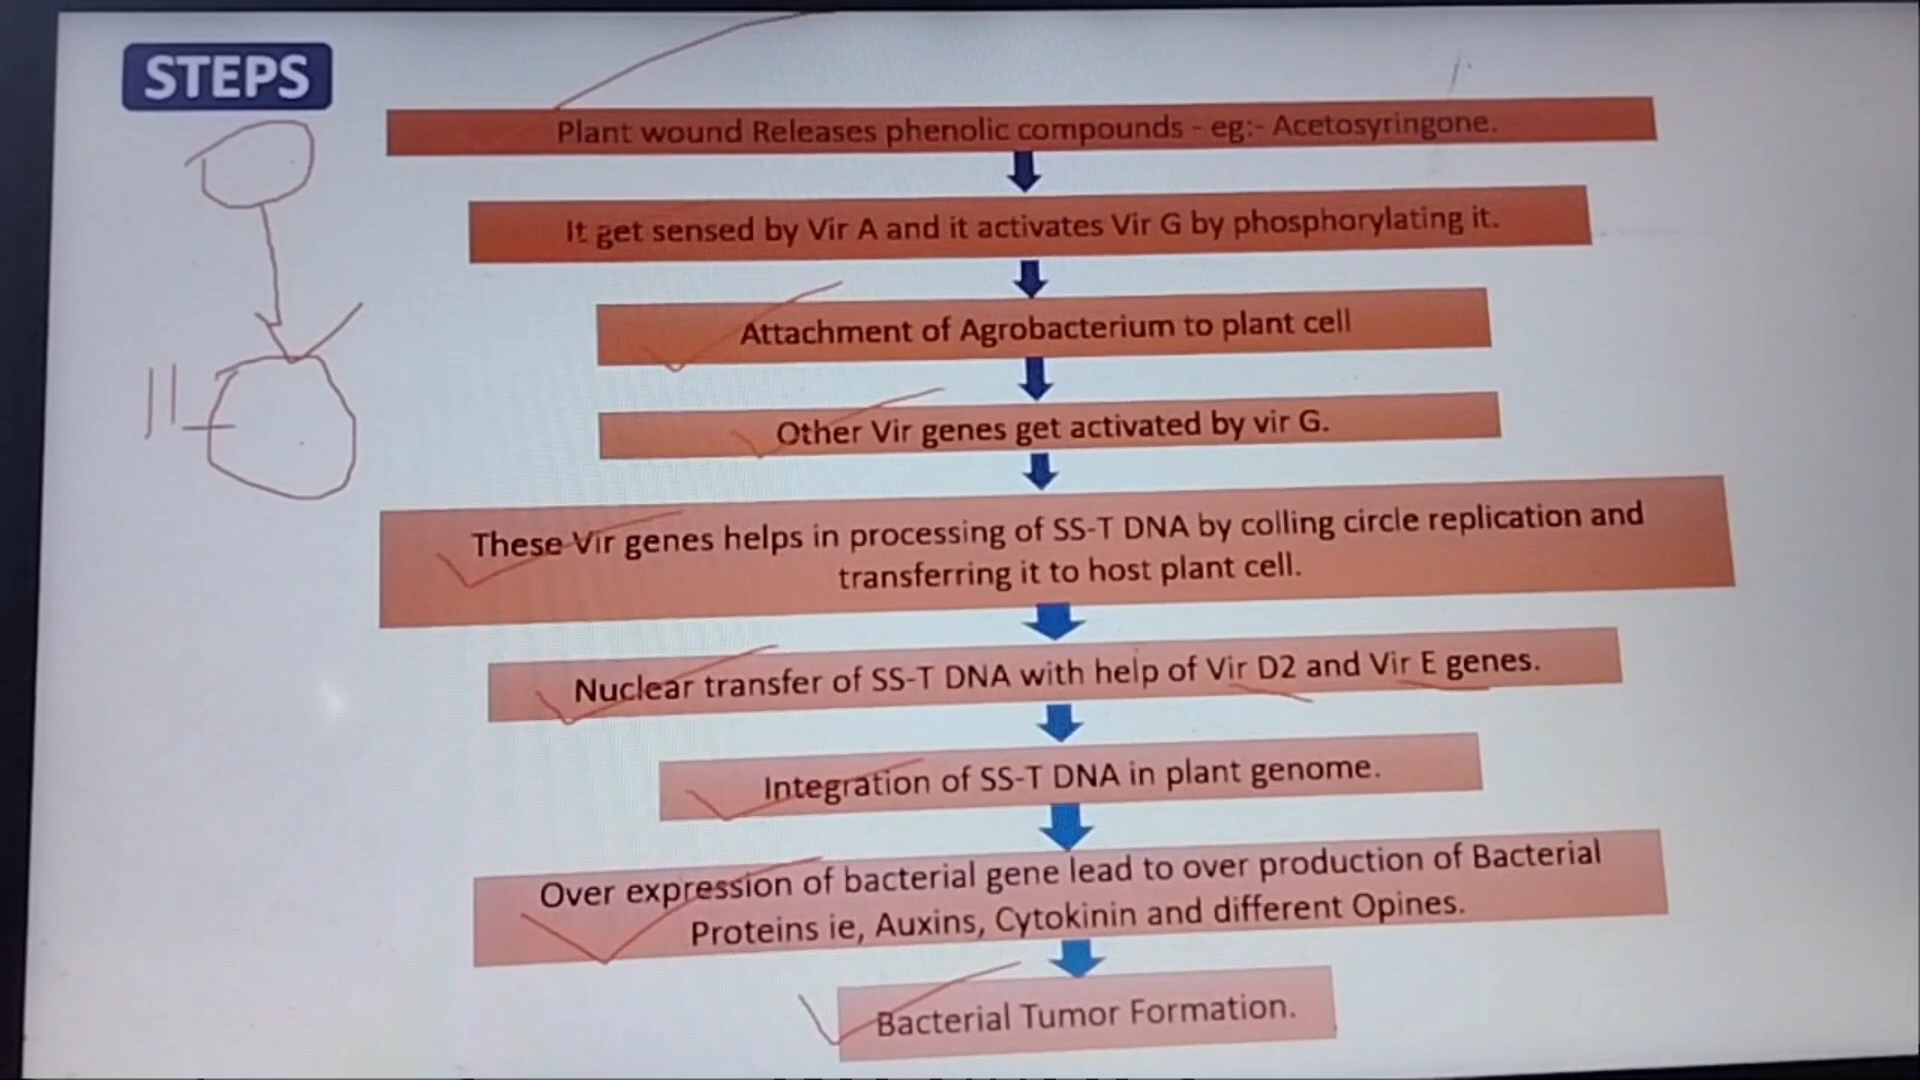 STEPS
Plant wound Releases phenolic compounds - eg:- Acetosyringone.
It get sensed by Vir A and it activates Vir G by phosphorylating it.
Attachment of Agrobacterium to plant cell
Other Vir genes get activated by vir G.
These Vir genes helps in processing of SS-T DNA by colling circle replication and
transferring it to host plant cell.
Nuclear transfer of SS-T DNA with help of Vir D2 and Vir E genes.
Integration of SS-T DNA in plant genome.
Over expression of bacterial gene lead to over production of Bacterial
Proteins ie, Auxins, Cytokinin and different Opines.
Bacterial Tumor Formation.